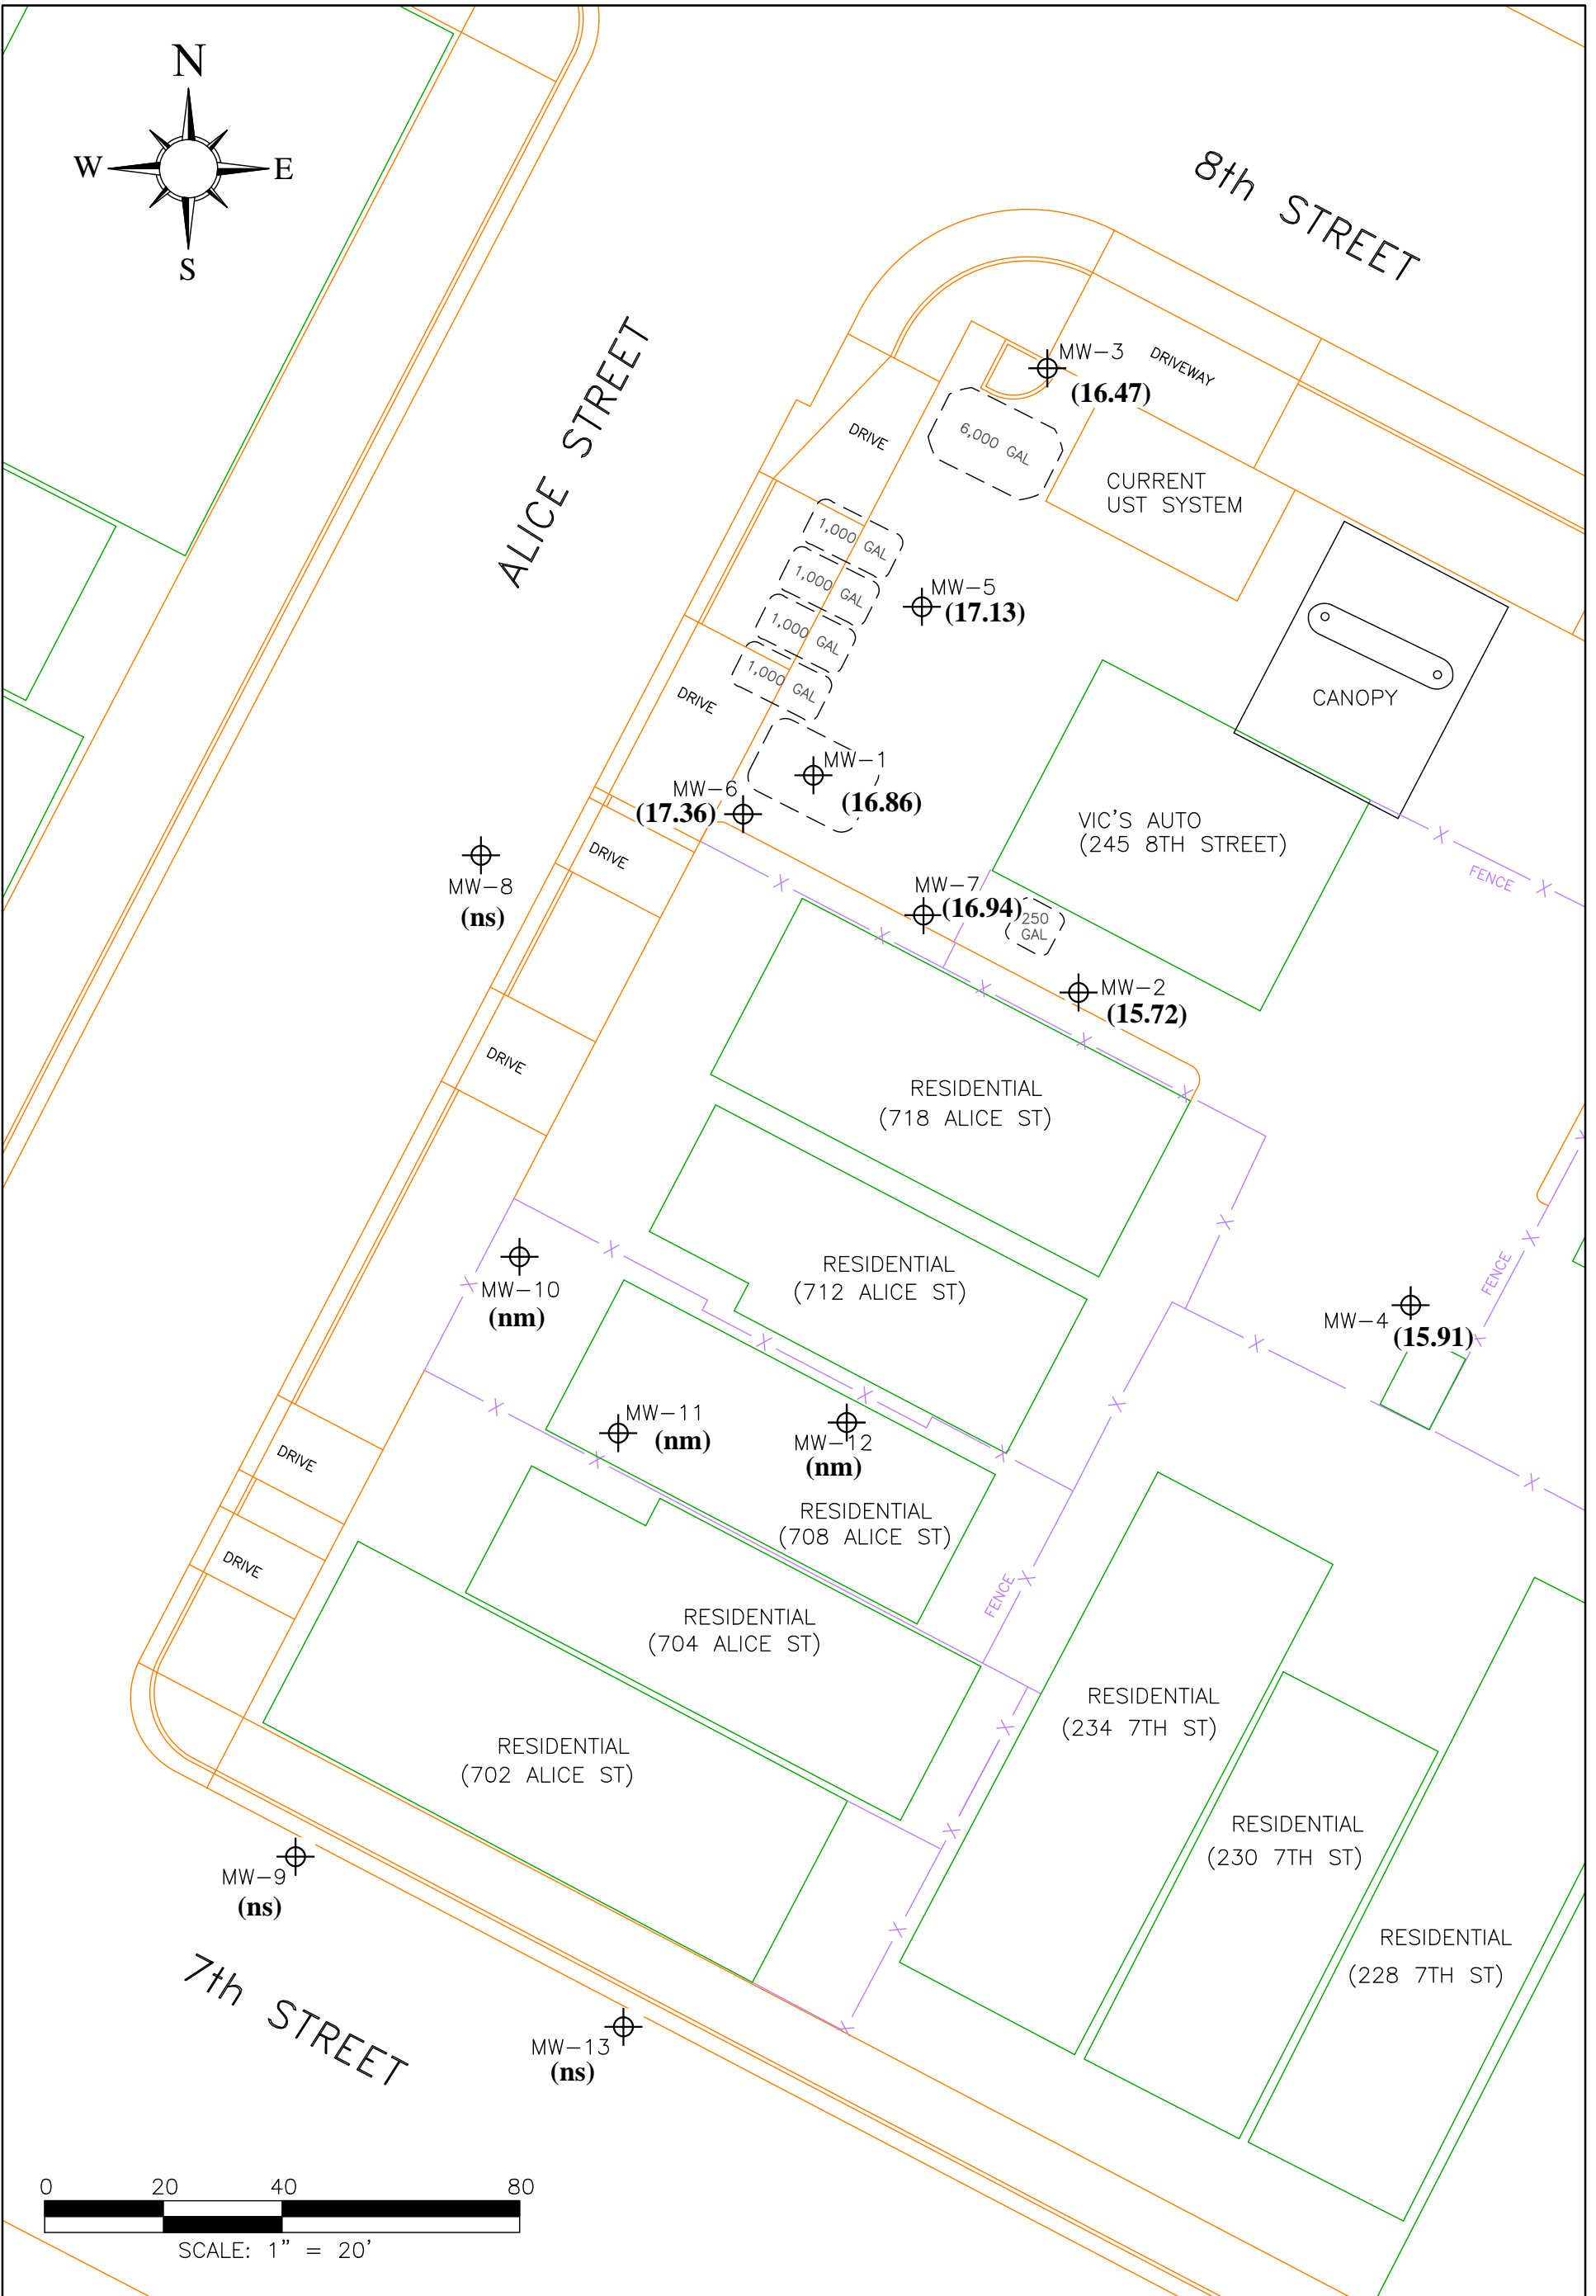 N
W
E
S
8th STREET
ALICE STREET
MW-3
(16.47)
DRIVEWAY
DRIVE
6,000 GAL
CURRENT
UST SYSTEM
1,000 GAL
1,000 GAL
1,000 GAL
1,000 GAL
MW-5
(17.13)
CANOPY
DRIVE
MW-1
(16.86)
MW-6
(17.36)
VIC'S AUTO
(245 8TH STREET)
X
FENCE
X
DRIVE
MW-8
(ns)
X
MW-7
(16.94)
250
GAL
X
X
MW-2
(15.72)
X
DRIVE
X
RESIDENTIAL
(718 ALICE ST)
X
X
X
X
FENCE
X
RESIDENTIAL
(712 ALICE ST)
MW-10
(nm)
X
X
MW-4
(15.91)
X
X
X
X
X
MW-11
(nm)
X
MW-12
(nm)
X
DRIVE
X
RESIDENTIAL
(708 ALICE ST)
DRIVE
FENCE
X
RESIDENTIAL
(704 ALICE ST)
RESIDENTIAL
(234 7TH ST)
X
RESIDENTIAL
(702 ALICE ST)
X
RESIDENTIAL
(230 7TH ST)
MW-9
(ns)
X
RESIDENTIAL
(228 7TH ST)
7th STREET
MW-13
(ns)
X
0 20 40 80
SCALE: 1" = 20'